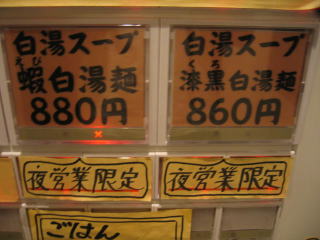 白湯スープ
えび
蝦白湯麺
880円
白湯スープ
くろ
漆黒白湯麺
860円
夜営業限定
夜営業限定
ごはん